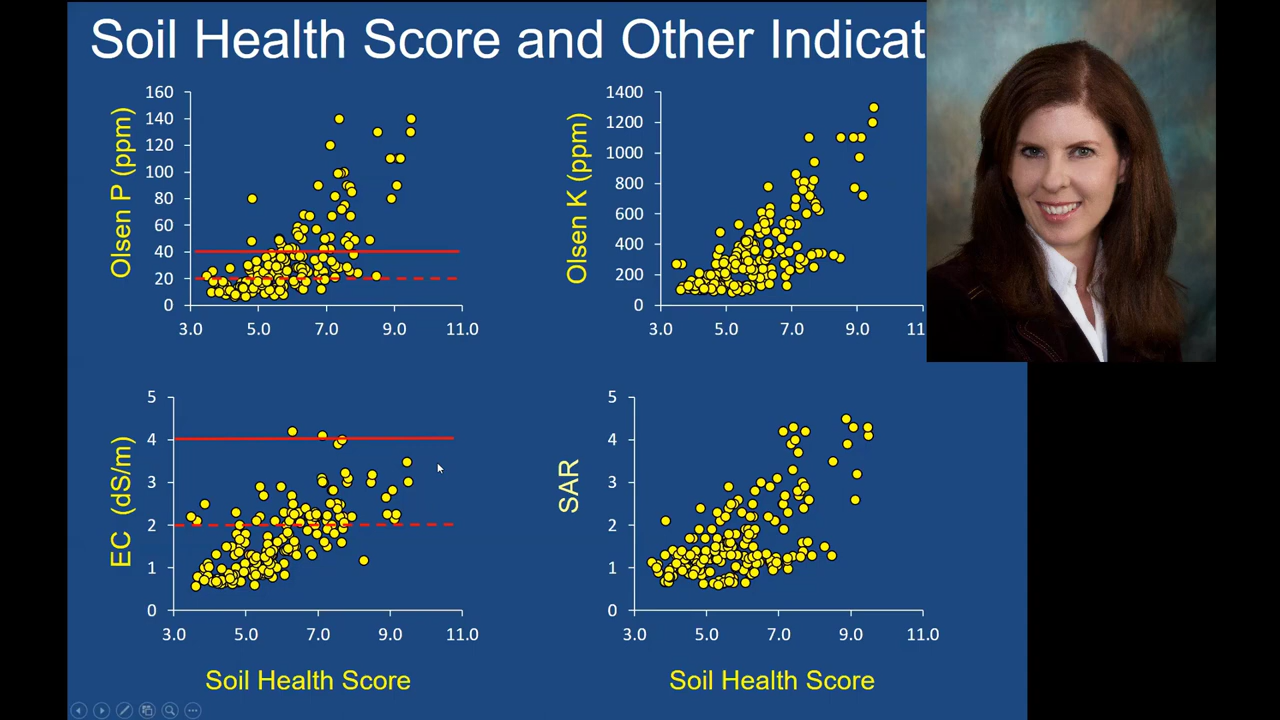 Soil Health Score and Other Indicat
Olsen P (ppm)
160
140
120
100
80
60
40
20
0
3.0 5.0 7.0 9.0 11.0
Olsen K (ppm)
1400
1200
1000
800
600
400
200
0
3.0 5.0 7.0 9.0 11
EC (dS/m)
5
4
3
2
1
0
3.0 5.0 7.0 9.0 11.0
Soil Health Score
SAR
5
4
3
2
1
0
3.0 5.0 7.0 9.0 11.0
Soil Health Score